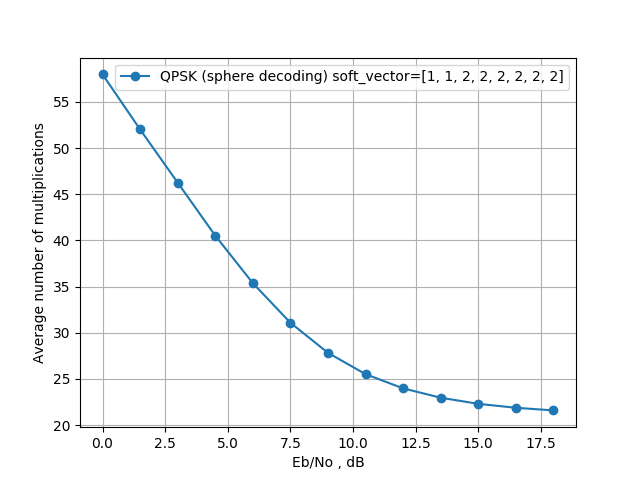 QPSK (sphere decoding) soft_vector=[1, 1, 2, 2, 2, 2, 2, 2]
Average number of multiplications
55
50
45
40
35
30
25
20
0.0 2.5 5.0 7.5 10.0 12.5 15.0 17.5
Eb/No , dB